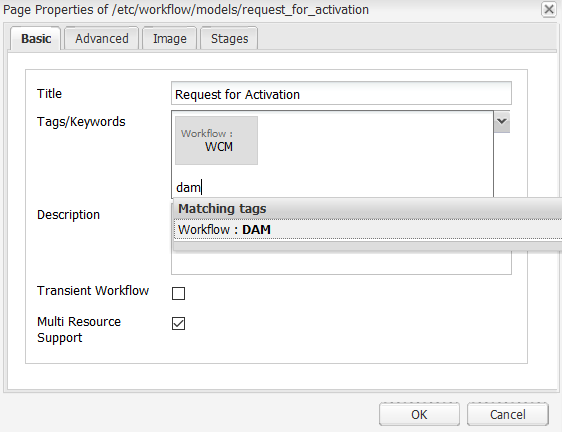 Page Properties of /etc/workflow/models/request_for_activation
Basic Advanced Image Stages
Title Request for Activation
Tags/Keywords
Workflow :
WCM
dam
Matching tags
Description
Workflow : DAM
Transient Workflow
Multi Resource
Support
OK Cancel